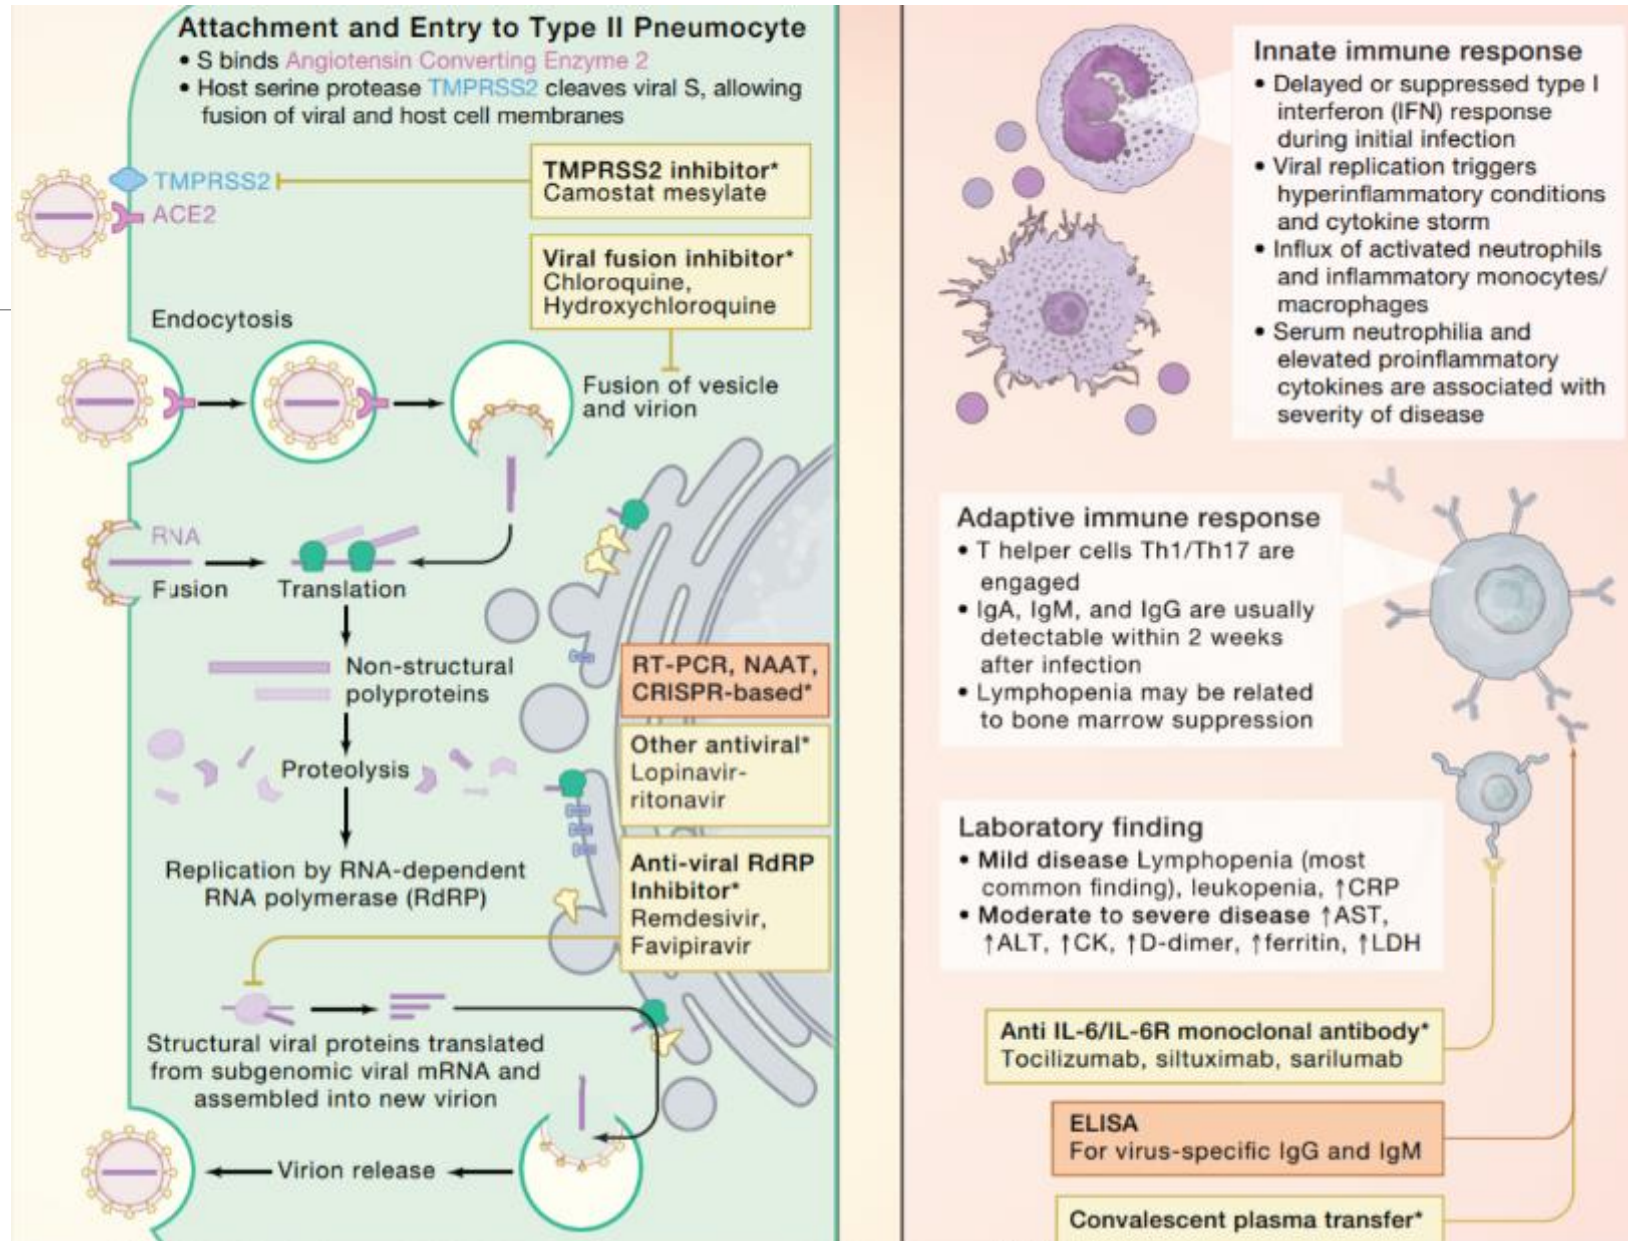 Attachment and Entry to Type II Pneumocyte
• S binds Angiotensin Converting Enzyme 2
• Host serine protease TMPRSS2 cleaves viral S, allowing
fusion of viral and host cell membranes
TMPRSS2
ACE2
TMPRSS2 inhibitor*
Camostat mesylate
Viral fusion inhibitor*
Chloroquine,
Hydroxychloroquine
Endocytosis
Fusion of vesicle
and virion
RNA
Fusion
Translation
Non-structural
polyproteins
Proteolysis
Replication by RNA-dependent
RNA polymerase (RdRP)
RT-PCR, NAAT,
CRISPR-based*
Other antiviral*
Lopinavir-
ritonavir
Anti-viral RdRP
Inhibitor*
Remdesivir,
Favipiravir
Structural viral proteins translated
from subgenomic viral mRNA and
assembled into new virion
Virion release
Innate immune response
• Delayed or suppressed type I
interferon (IFN) response
during initial infection
• Viral replication triggers
hyperinflammatory conditions
and cytokine storm
• Influx of activated neutrophils
and inflammatory monocytes/
macrophages
• Serum neutrophilia and
elevated proinflammatory
cytokines are associated with
severity of disease
Adaptive immune response
• T helper cells Th1/Th17 are
engaged
• IgA, IgM, and IgG are usually
detectable within 2 weeks
after infection
• Lymphopenia may be related
to bone marrow suppression
Laboratory finding
• Mild disease Lymphopenia (most
common finding), leukopenia, ↑CRP
• Moderate to severe disease ↑AST,
↑ALT, ↑CK, ↑D-dimer, ↑ferritin, ↑LDH
Anti IL-6/IL-6R monoclonal antibody*
Tocilizumab, siltuximab, sarilumab
ELISA
For virus-specific IgG and IgM
Convalescent plasma transfer*